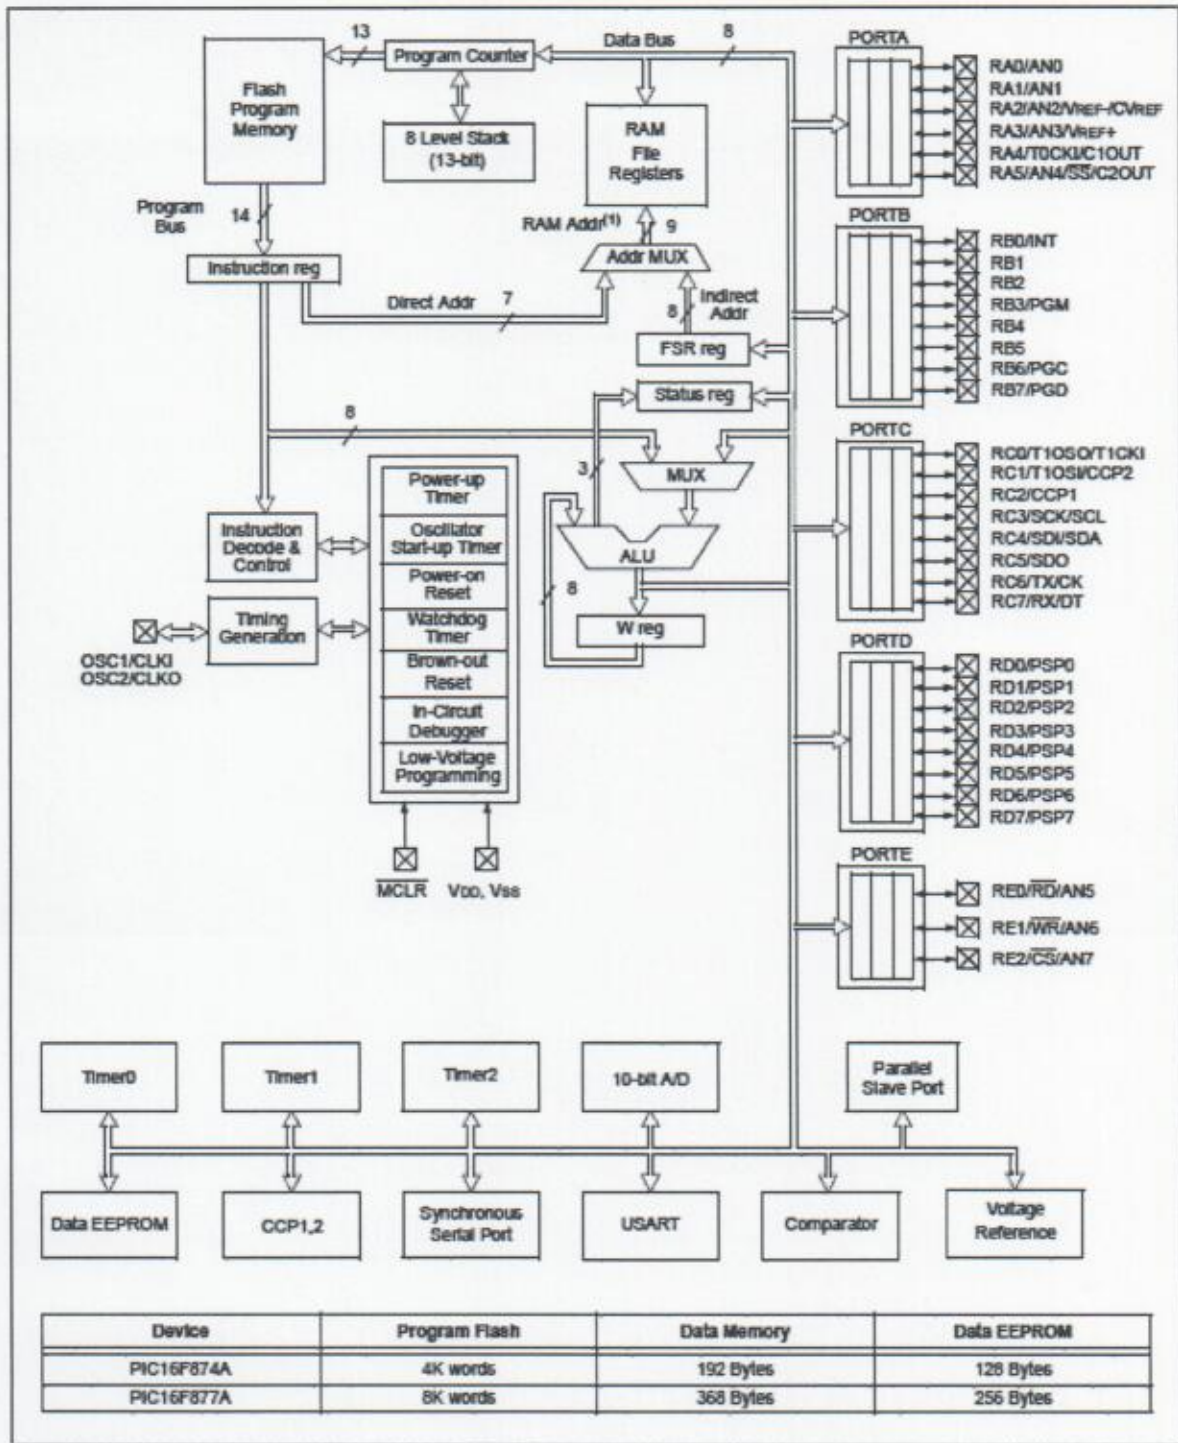 13
Data Bus
8
PORTA
Flash
Program
Memory
Program Counter
8 Level Stack
(13-bit)
RAM
File
Registers
RA0/AN0
RA1/AN1
RA2/AN2/VREF-/CVREF
RA3/AN3/VREF+
RA4/T0CKI/C1OUT
RA5/AN4/SS/C2OUT
Program
Bus
14
RAM Addr(1)
9
PORTB
Instruction reg
Addr MUX
Direct Addr
7
8
Indirect
Addr
FSR reg
Status reg
RB0/INT
RB1
RB2
RB3/PGM
RB4
RB5
RB6/PGC
RB7/PGD
8
3
MUX
ALU
8
W reg
PORTC
RC0/T1OSO/T1CKI
RC1/T1OSI/CCP2
RC2/CCP1
RC3/SCK/SCL
RC4/SDI/SDA
RC5/SDO
RC6/TX/CK
RC7/RX/DT
Instruction
Decode &
Control
Timing
Generation
OSC1/CLKI
OSC2/CLKO
Power-up
Timer
Oscillator
Start-up Timer
Power-on
Reset
Watchdog
Timer
Brown-out
Reset
In-Circuit
Debugger
Low-Voltage
Programming
MCLR
VDD, VSS
PORTD
RD0/PSP0
RD1/PSP1
RD2/PSP2
RD3/PSP3
RD4/PSP4
RD5/PSP5
RD6/PSP6
RD7/PSP7
PORTE
RE0/RD/AN5
RE1/WR/AN6
RE2/CS/AN7
Timer0
Timer1
Timer2
10-bit A/D
Parallel
Slave Port
Data EEPROM
CCP1,2
Synchronous
Serial Port
USART
Comparator
Voltage
Reference
Device Program Flash Data Memory Data EEPROM
PIC16F874A 4K words 192 Bytes 128 Bytes
PIC16F877A 8K words 368 Bytes 256 Bytes